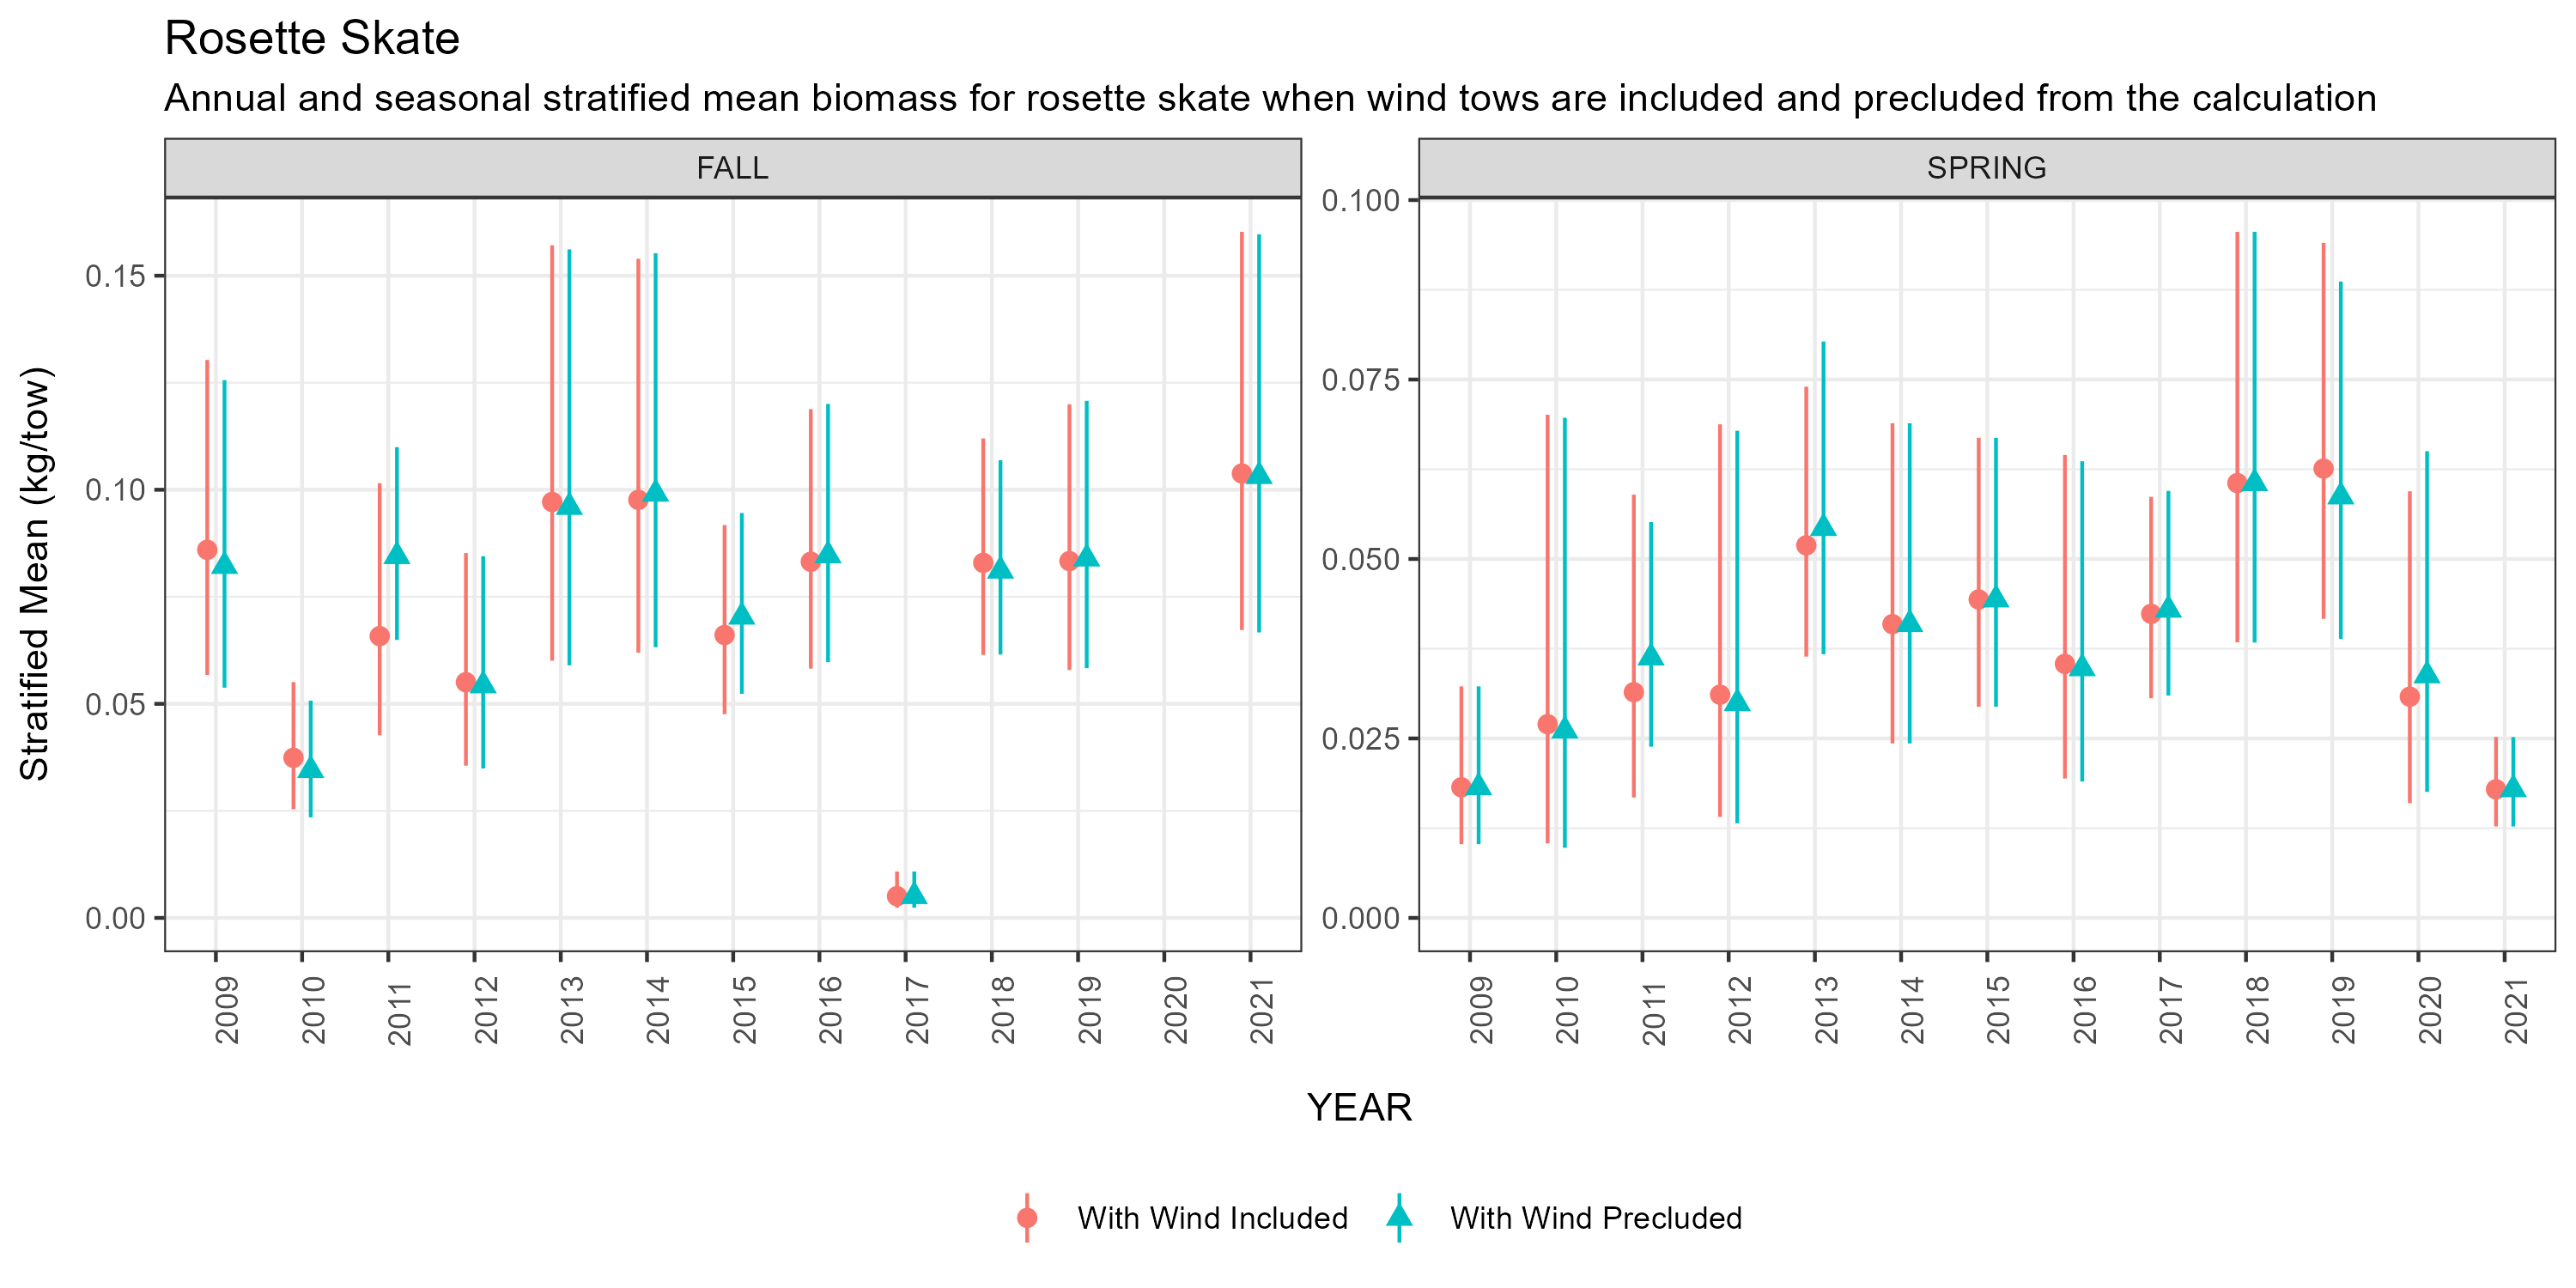 Rosette Skate
Annual and seasonal stratified mean biomass for rosette skate when wind tows are included and precluded from the calculation
FALL
SPRING
Stratified Mean (kg/tow)
0.15
0.10
0.05
0.00
0.100
0.075
0.050
0.025
0.000
2009 2010 2011 2012 2013 2014 2015 2016 2017 2018 2019 2020 2021
2009 2010 2011 2012 2013 2014 2015 2016 2017 2018 2019 2020 2021
YEAR
With Wind Included With Wind Precluded